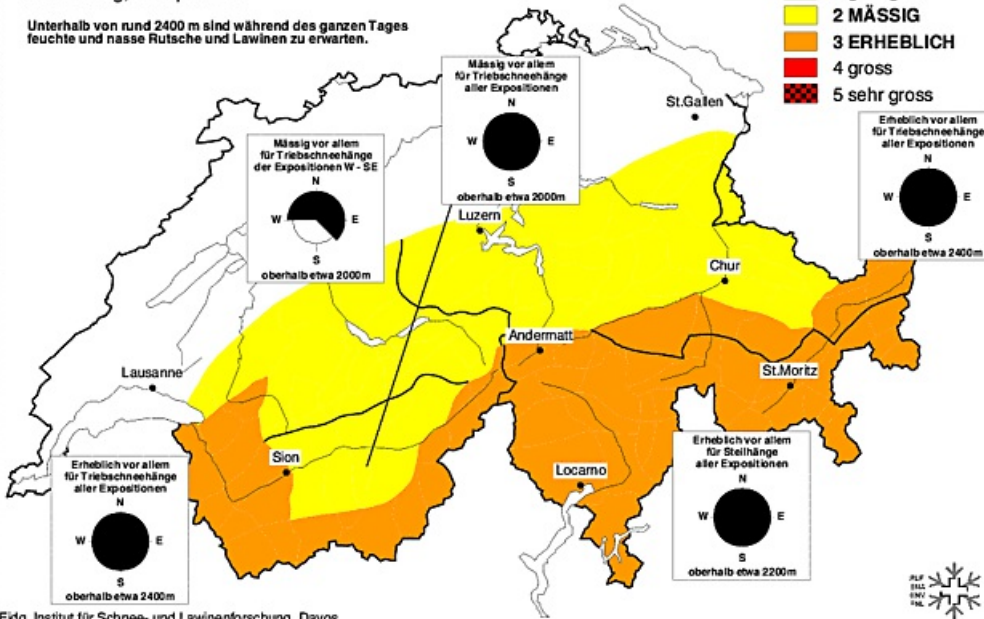 Unterhalb von rund 2400 m sind während des ganzen Tages
feuchte und nasse Rutsche und Lawinen zu erwarten.
2 MÄSSIG
3 ERHEBLICH
4 gross
5 sehr gross
Mässig vor allem
für Triebschneehänge
aller Expositionen
N
W E
S
oberhalb etwa 2000m
St.Gallen
Erheblich vor allem
für Triebschneehänge
aller Expositionen
N
W E
S
oberhalb etwa 2400m
Mässig vor allem
für Triebschneehänge
der Expositionen W - SE
N
W E
S
oberhalb etwa 2000m
Luzern
Chur
Andermatt
Lausanne
St.Moritz
Sion
Locarno
Erheblich vor allem
für Triebschneehänge
aller Expositionen
N
W E
S
oberhalb etwa 2400m
Erheblich vor allem
für Steilhänge
aller Expositionen
N
W E
S
oberhalb etwa 2200m
Eidg. Institut für Schnee- und Lawinenforschung, Davos